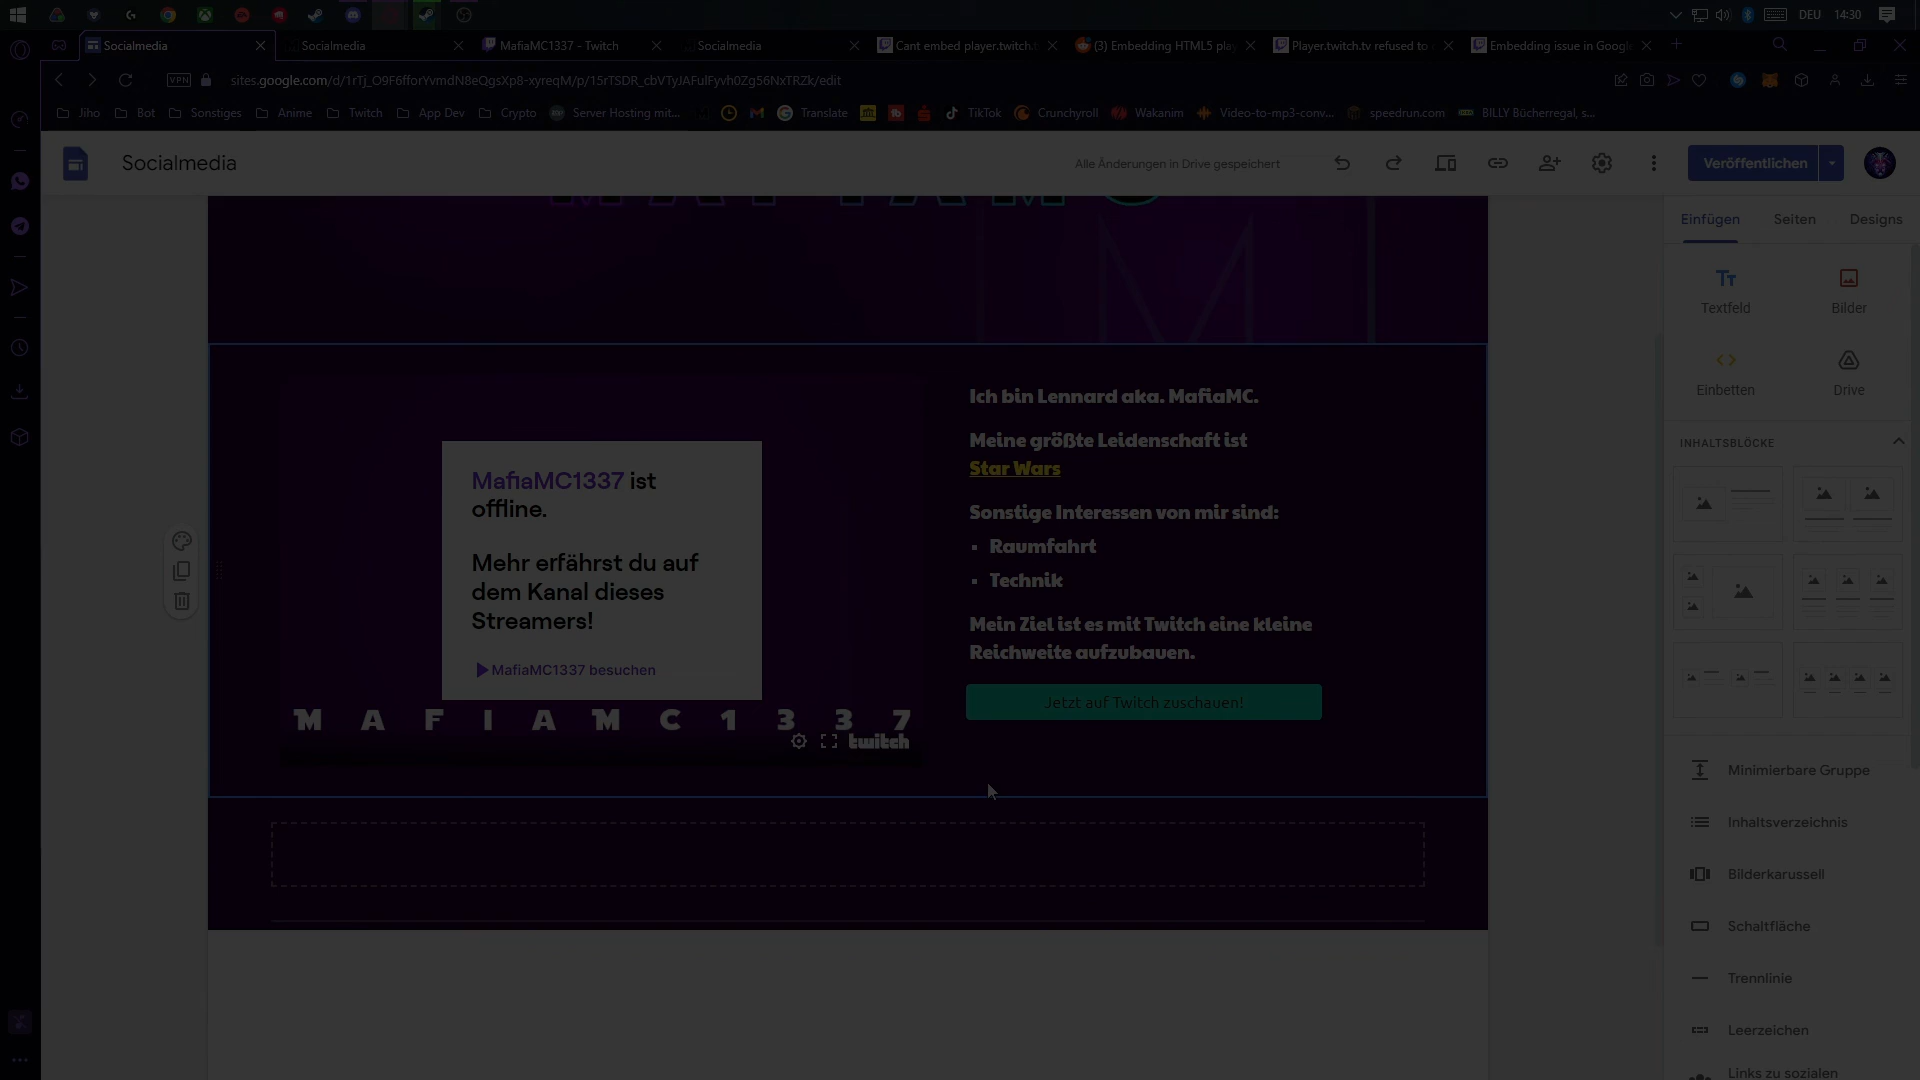 DEU
14:30
Socialmedia
Socialmedia
MafiaMC1337 - Twitch
Socialmedia
Cant embed player.twitch.t
(3) Embedding HTML5 play
Player.twitch.tv refused to
Embedding issue in Google
VPN
sites.google.com/d/1rTj_O9F6fforYvmdN8eQgsXp8-xyreqM/p/15rTSDR_cbVTyJAFulFyvh0Zg56NxTRZk/edit
Jiho
Bot
Sonstiges
Anime
Twitch
App Dev
Crypto
Server Hosting mit...
Translate
TikTok
Crunchyroll
Wakanim
Video-to-mp3-conv...
speedrun.com
BILLY Bücherregal, s...
Socialmedia
Alle Änderungen in Drive gespeichert
Veröffentlichen
Einfügen
Seiten
Designs
Textfeld
Bilder
Einbetten
Drive
INHALTSBLÖCKE
MafiaMC1337 ist
offline.
Mehr erfährst du auf
dem Kanal dieses
Streamers!
MafiaMC1337 besuchen
MAFIAMC1337
twitch
Ich bin Lennard aka. MafiaMC.
Meine größte Leidenschaft ist
Star Wars
Sonstige Interessen von mir sind:
Raumfahrt
Technik
Mein Ziel ist es mit Twitch eine kleine
Reichweite aufzubauen.
Jetzt auf Twitch zuschauen!
Minimierbare Gruppe
Inhaltsverzeichnis
Bilderkarussell
Schaltfläche
Trennlinie
Leerzeichen
Links zu sozialen